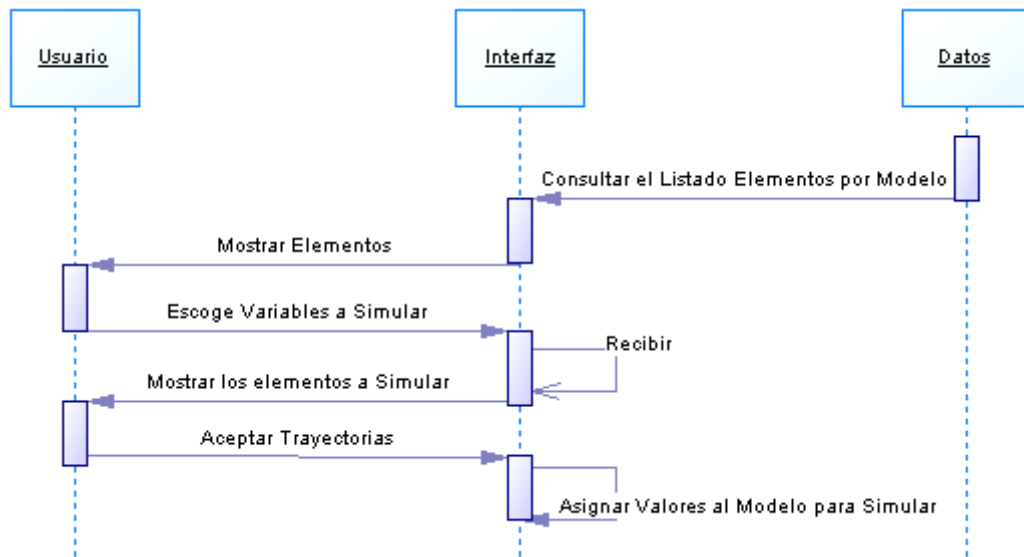 Usuario
Interfaz
Datos
Consultar el Listado Elementos por Modelo
Mostrar Elementos
Escoge Variables a Simular
Recibir
Mostrar los elementos a Simular
Aceptar Trayectorias
Asignar Valores al Modelo para Simular